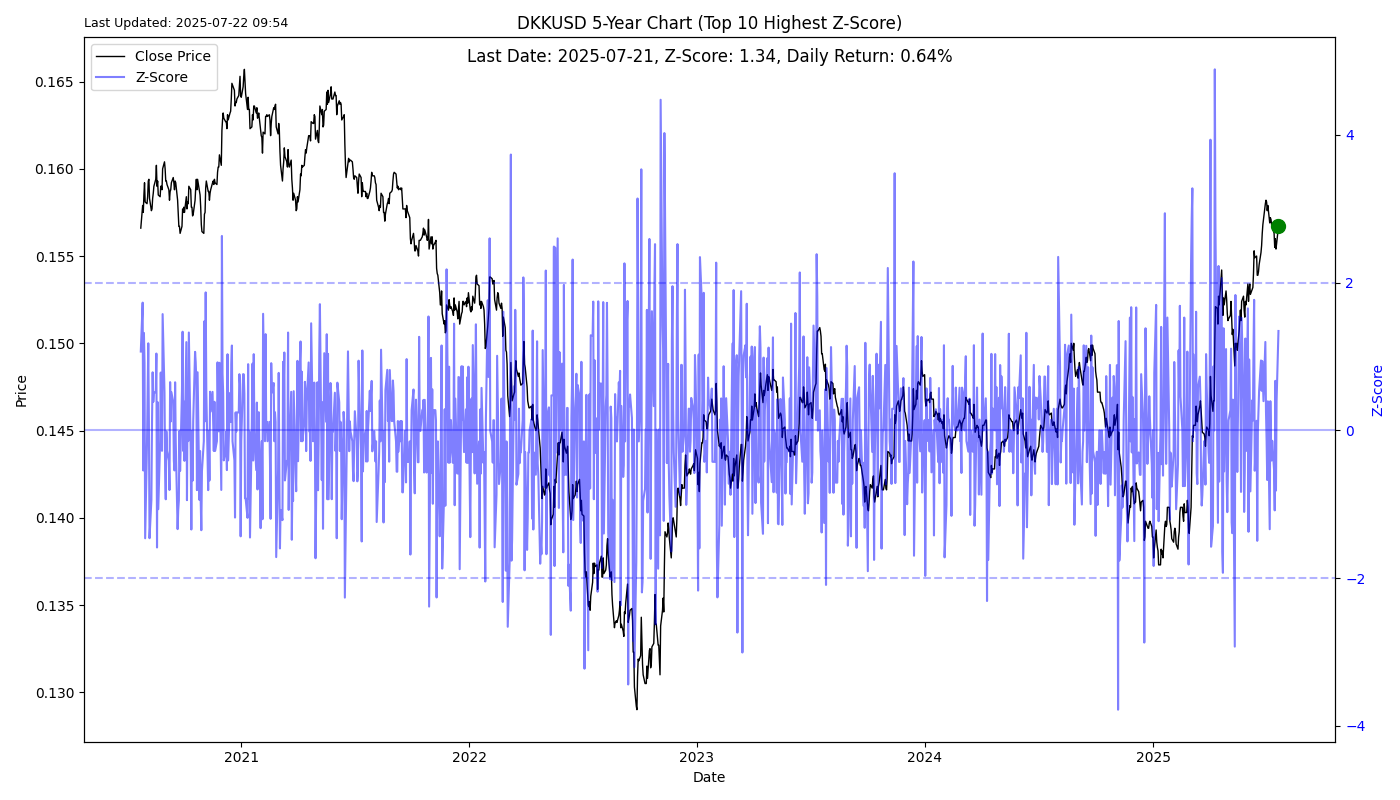 Last Updated: 2025-07-22 09:54
DKKUSD 5-Year Chart (Top 10 Highest Z-Score)
Last Date: 2025-07-21, Z-Score: 1.34, Daily Return: 0.64%
Close Price
Z-Score
0.165
0.160
0.155
0.150
0.145
0.140
0.135
0.130
Price
4
2
0
−2
−4
Z-Score
2021
2022
2023
2024
2025
Date